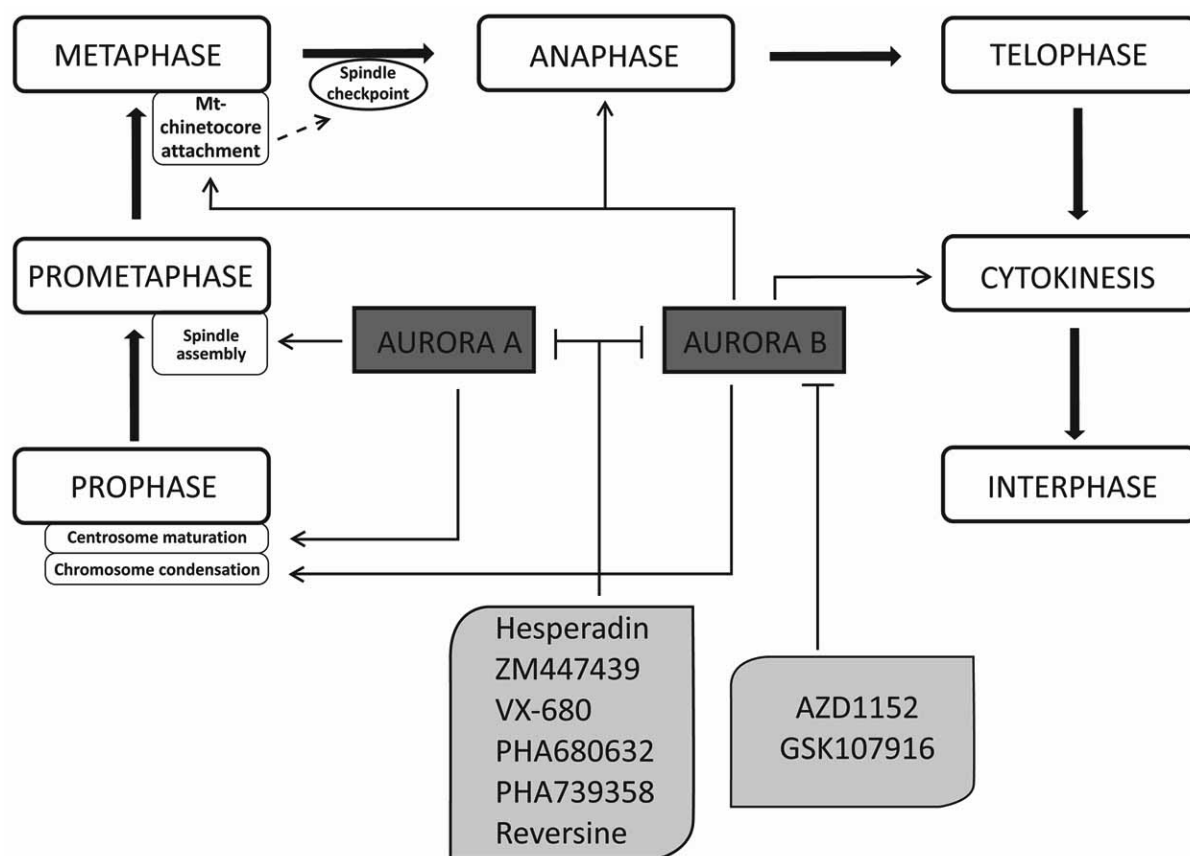 METAPHASE
ANAPHASE
TELOPHASE
Spindle
checkpoint
Mt-
chinetocore
attachment
PROMETAPHASE
CYTOKINESIS
Spindle
assembly
AURORA A
AURORA B
PROPHASE
INTERPHASE
Centrosome maturation
Chromosome condensation
Hesperadin
ZM447439
VX-680
PHA680632
PHA739358
Reversine
AZD1152
GSK107916